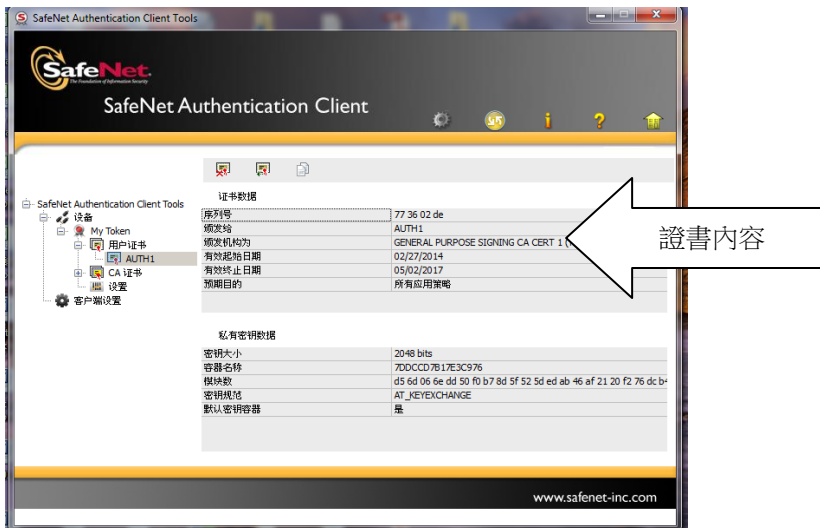 SafeNet Authentication Client Tools
SafeNet.
The Foundation of Information Security
SafeNet Authentication Client
SafeNet Authentication Client Tools
设备
My Token
用户证书
AUTH1
CA 证书
设置
客户端设置
证书数据
序列号 77 36 02 de
颁发给 AUTH1
颁发机构为 GENERAL PURPOSE SIGNING CA CERT 1
有效起始日期 02/27/2014
有效终止日期 05/02/2017
预期目的 所有应用策略
私有密钥数据
密钥大小 2048 bits
容器名称 7DDCCD7B17E3C976
模块数 d5 6d 06 6e dd 50 f0 b7 8d 5f 52 5d ed ab 46 af 21 20 f2 76 dc
密钥规范 AT_KEYEXCHANGE
默认密钥容器 是
證書內容
www.safenet-inc.com